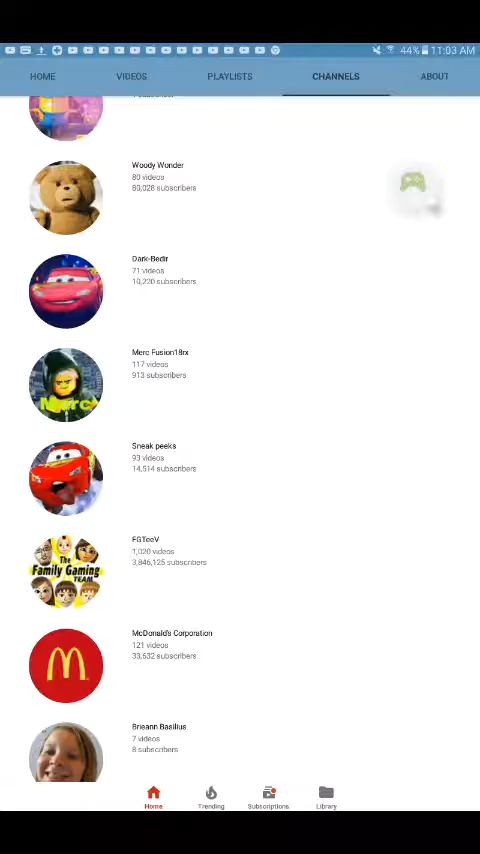 44% 11:03 AM
HOME VIDEOS PLAYLISTS CHANNELS ABOUT
Woody Wonder
80 videos
80,028 subscribers
Dark-Bedir
71 videos
10,220 subscribers
Merc Fusion18rx
117 videos
913 subscribers
Merc
Sneak peeks
93 videos
14,514 subscribers
FGTeeV
1,020 videos
3,846,125 subscribers
The
Family Gaming
TEAM
McDonald's Corporation
121 videos
33,632 subscribers
Brieann Basilius
7 videos
8 subscribers
Home Trending Subscriptions Library